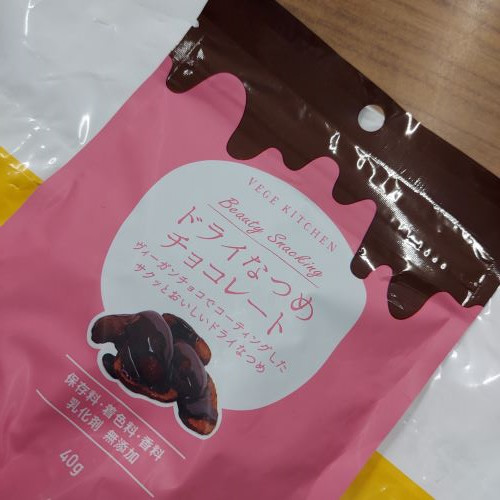 VEGE KITCHEN
Beauty Snacking
ドライなつめ
チョコレート
ヴィーガンチョコでコーティングした
サクッとおいしいドライなつめ
保存料・着色料・香料
乳化剤 無添加
40g